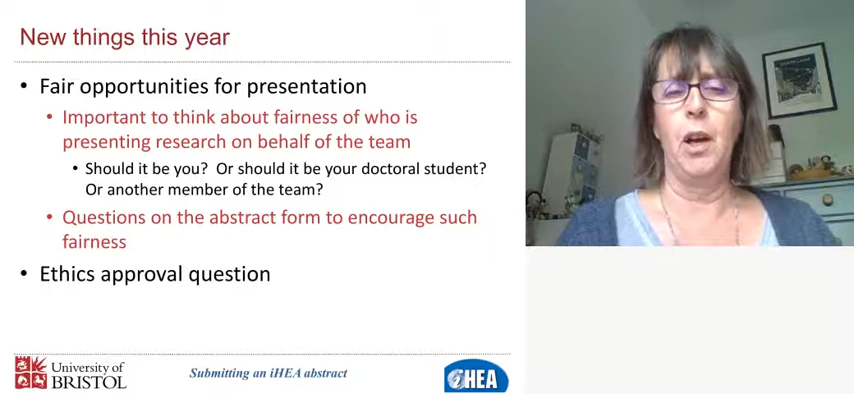 New things this year
• Fair opportunities for presentation
• Important to think about fairness of who is
presenting research on behalf of the team
• Should it be you?  Or should it be your doctoral student?
Or another member of the team?
• Questions on the abstract form to encourage such
fairness
• Ethics approval question
University of
BRISTOL
Submitting an iHEA abstract
iHEA